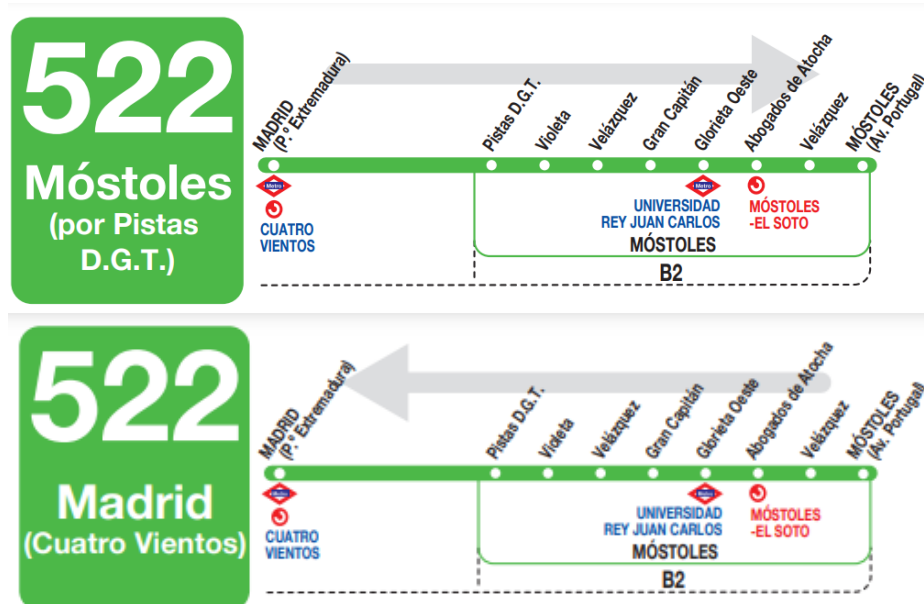 522
Móstoles
(por Pistas
D.G.T.)
MADRID
(P.º Extremadura)
Pistas D.G.T.
Violeta
Velázquez
Gran Capitán
Glorieta Oeste
Abogados de Atocha
Velázquez
MÓSTOLES
(Av. Portugal)
Metro
CUATRO
VIENTOS
Metro
UNIVERSIDAD
REY JUAN CARLOS
MÓSTOLES
-EL SOTO
MÓSTOLES
B2
522
Madrid
(Cuatro Vientos)
MADRID
(P.º Extremadura)
Pistas D.G.T.
Violeta
Velázquez
Gran Capitán
Glorieta Oeste
Abogados de Atocha
Velázquez
MÓSTOLES
(Av. Portugal)
Metro
CUATRO
VIENTOS
Metro
UNIVERSIDAD
REY JUAN CARLOS
MÓSTOLES
-EL SOTO
MÓSTOLES
B2